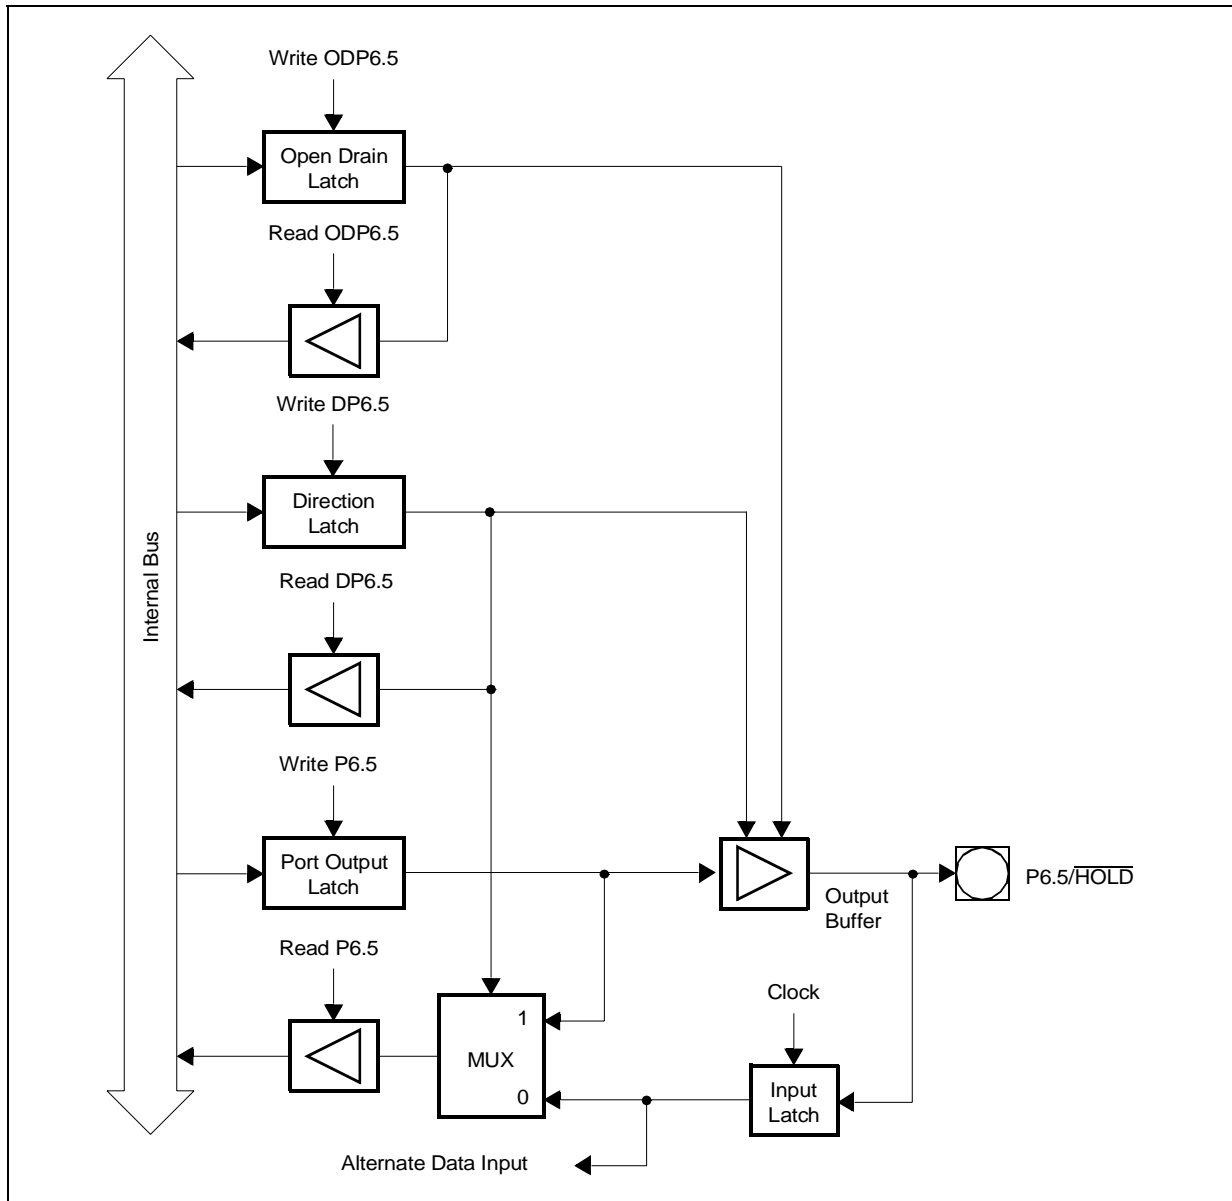 Write ODP6.5
Open Drain
Latch
Read ODP6.5
Write DP6.5
Direction
Latch
Read DP6.5
Internal Bus
Write P6.5
Port Output
Latch
Output
Buffer
P6.5/HOLD
Read P6.5
Clock
1
MUX
0
Input
Latch
Alternate Data Input